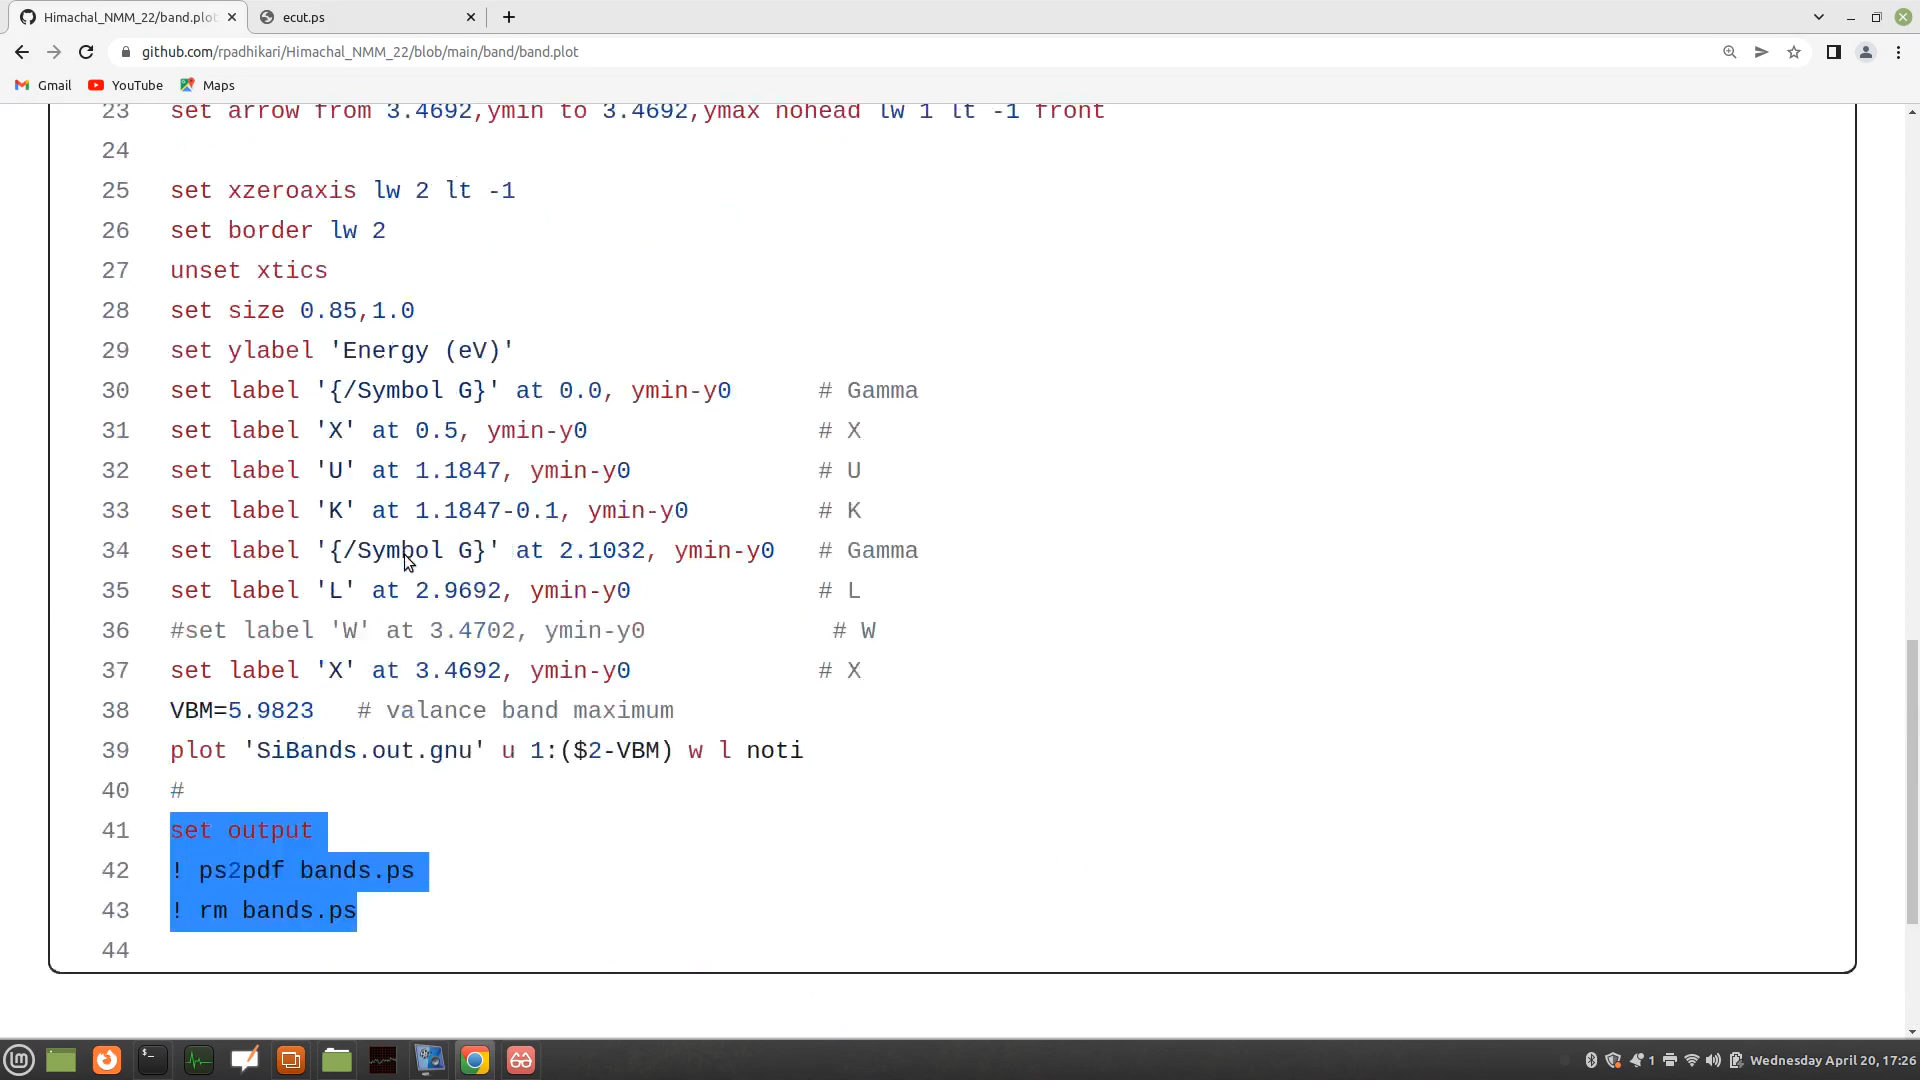 Himachal_NMM_22/band.plot
ecut.ps
github.com/rpadhikari/Himachal_NMM_22/blob/main/band/band.plot
Gmail YouTube Maps
23 set arrow from 3.4692,ymin to 3.4692,ymax nohead lw 1 lt -1 front
24
25 set xzeroaxis lw 2 lt -1
26 set border lw 2
27 unset xtics
28 set size 0.85,1.0
29 set ylabel 'Energy (eV)'
30 set label '{/Symbol G}' at 0.0, ymin-y0 # Gamma
31 set label 'X' at 0.5, ymin-y0 # X
32 set label 'U' at 1.1847, ymin-y0 # U
33 set label 'K' at 1.1847-0.1, ymin-y0 # K
34 set label '{/Symbol G}' at 2.1032, ymin-y0 # Gamma
35 set label 'L' at 2.9692, ymin-y0 # L
36 #set label 'W' at 3.4702, ymin-y0 # W
37 set label 'X' at 3.4692, ymin-y0 # X
38 VBM=5.9823 # valance band maximum
39 plot 'SiBands.out.gnu' u 1:($2-VBM) w l noti
40 #
41 set output
42 ! ps2pdf bands.ps
43 ! rm bands.ps
44
1 Wednesday April 20, 17:26